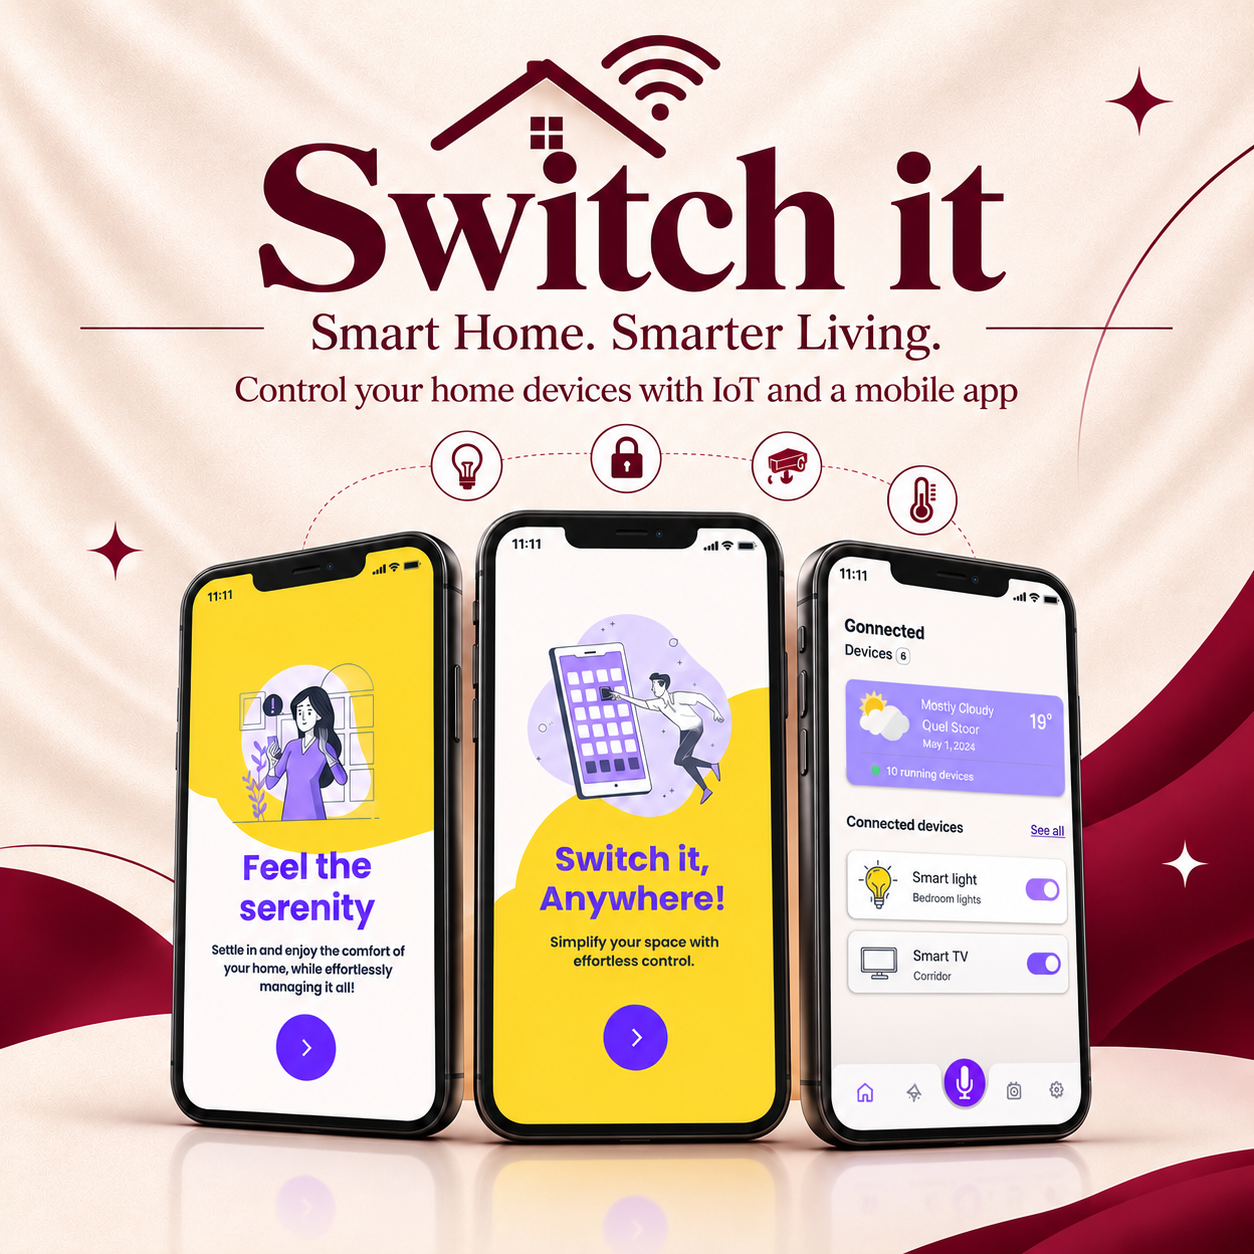 Switch it
Smart Home. Smarter Living.
Control your home devices with IoT and a mobile app
11:11
Feel the
serenity
Settle in and enjoy the comfort of
your home, while effortlessly
managing it all!
11:11
Switch it,
Anywhere!
Simplify your space with
effortless control.
11:11
Gonnected
Devices 6
Mostly Cloudy
19°
Quel Stoor
May 1, 2024
10 running devices
Connected devices
See all
Smart light
Bedroom lights
Smart TV
Corridor